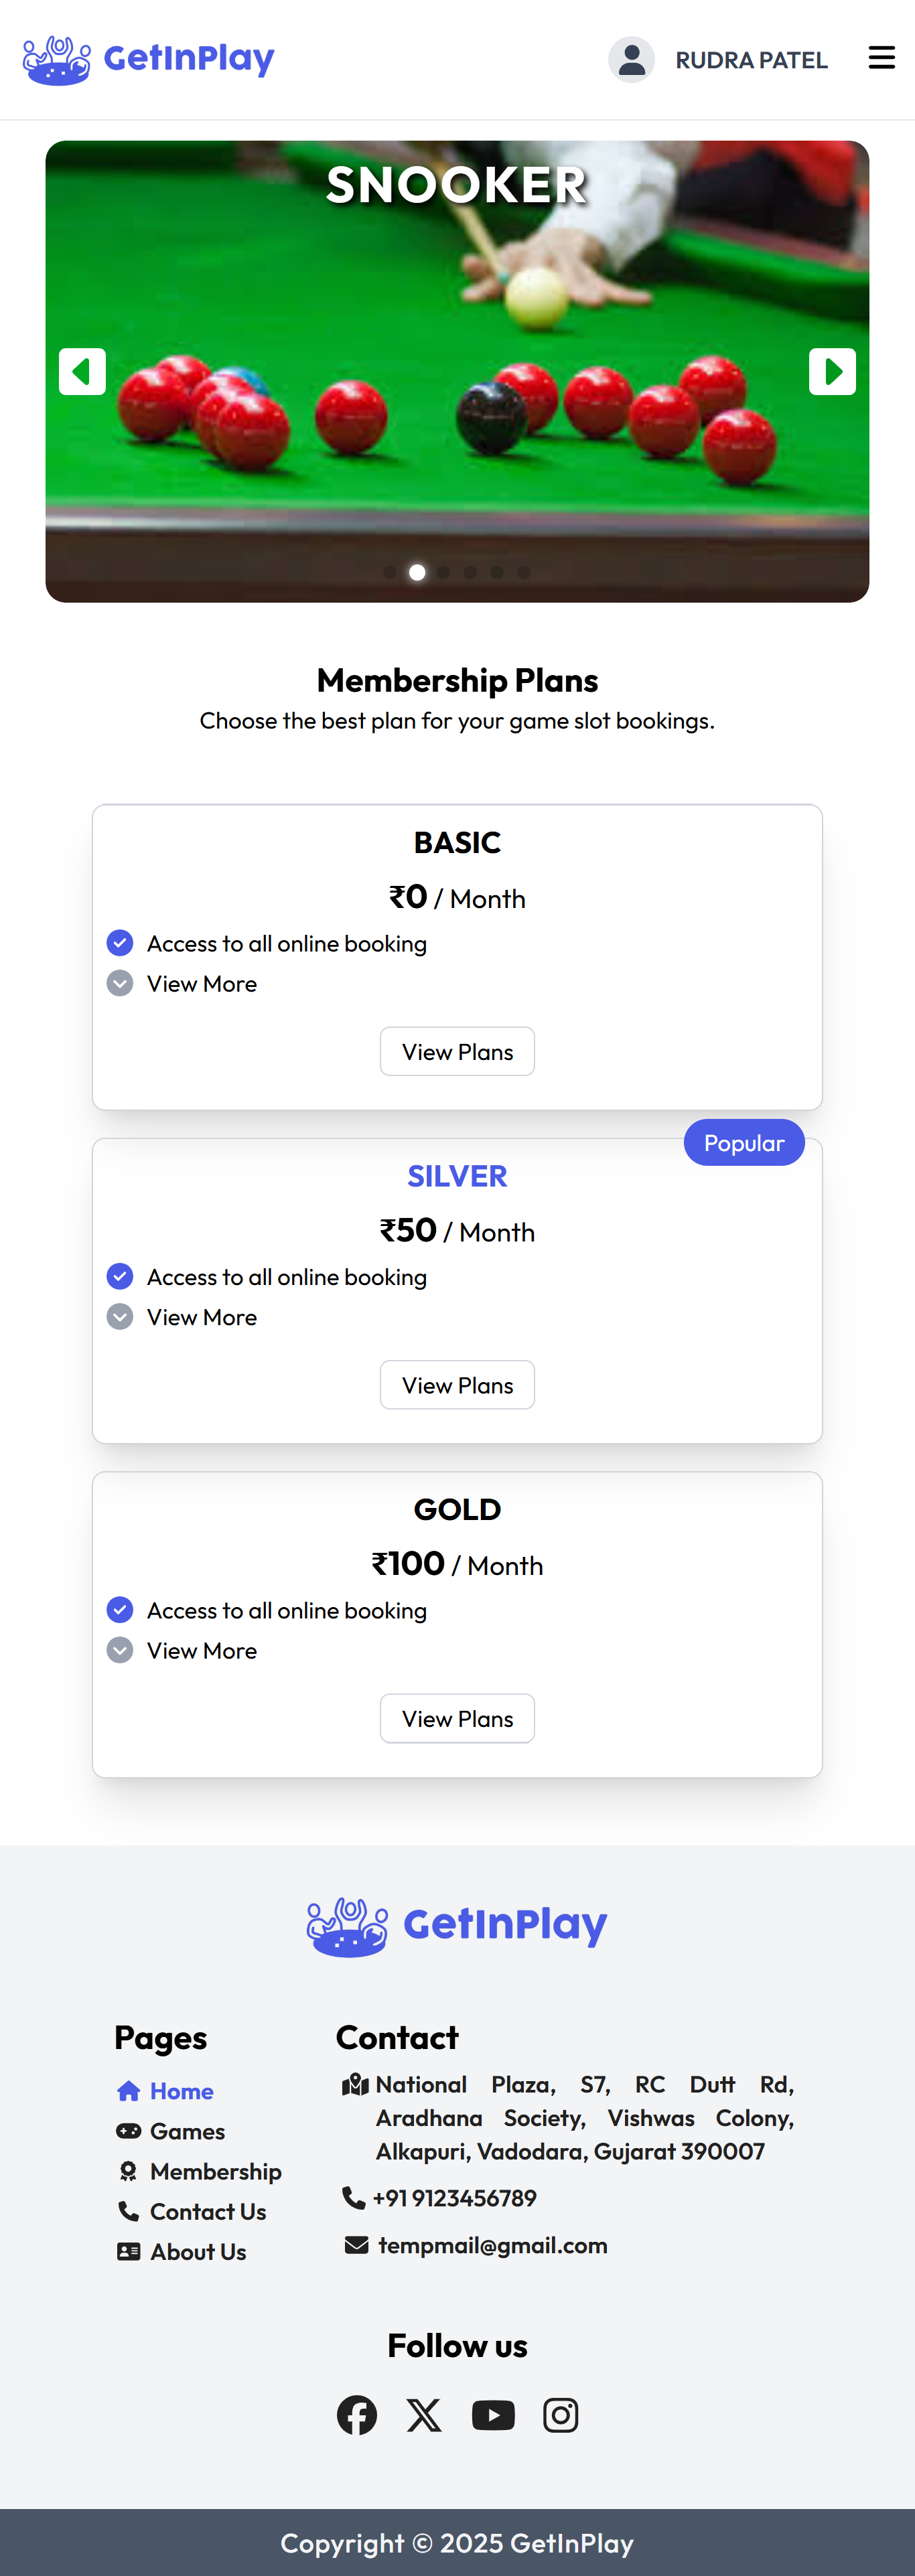 GetInPlay
RUDRA PATEL
SNOOKER
Membership Plans
Choose the best plan for your game slot bookings.
BASIC
₹0 / Month
Access to all online booking
View More
View Plans
Popular
SILVER
₹50 / Month
Access to all online booking
View More
View Plans
GOLD
₹100 / Month
Access to all online booking
View More
View Plans
GetInPlay
Pages
Home
Games
Membership
Contact Us
About Us
Contact
National Plaza, S7, RC Dutt Rd,
Aradhana Society, Vishwas Colony,
Alkapuri, Vadodara, Gujarat 390007
+91 9123456789
tempmail@gmail.com
Follow us
Copyright © 2025 GetInPlay